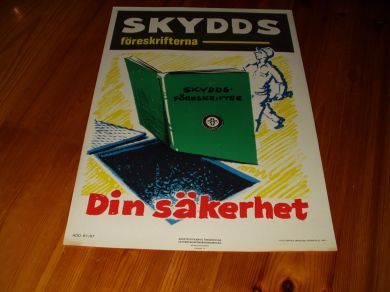 SKYDDS
föreskrifterna
SKYDDS-
FÖRESKRIFTER
Din säkerhet